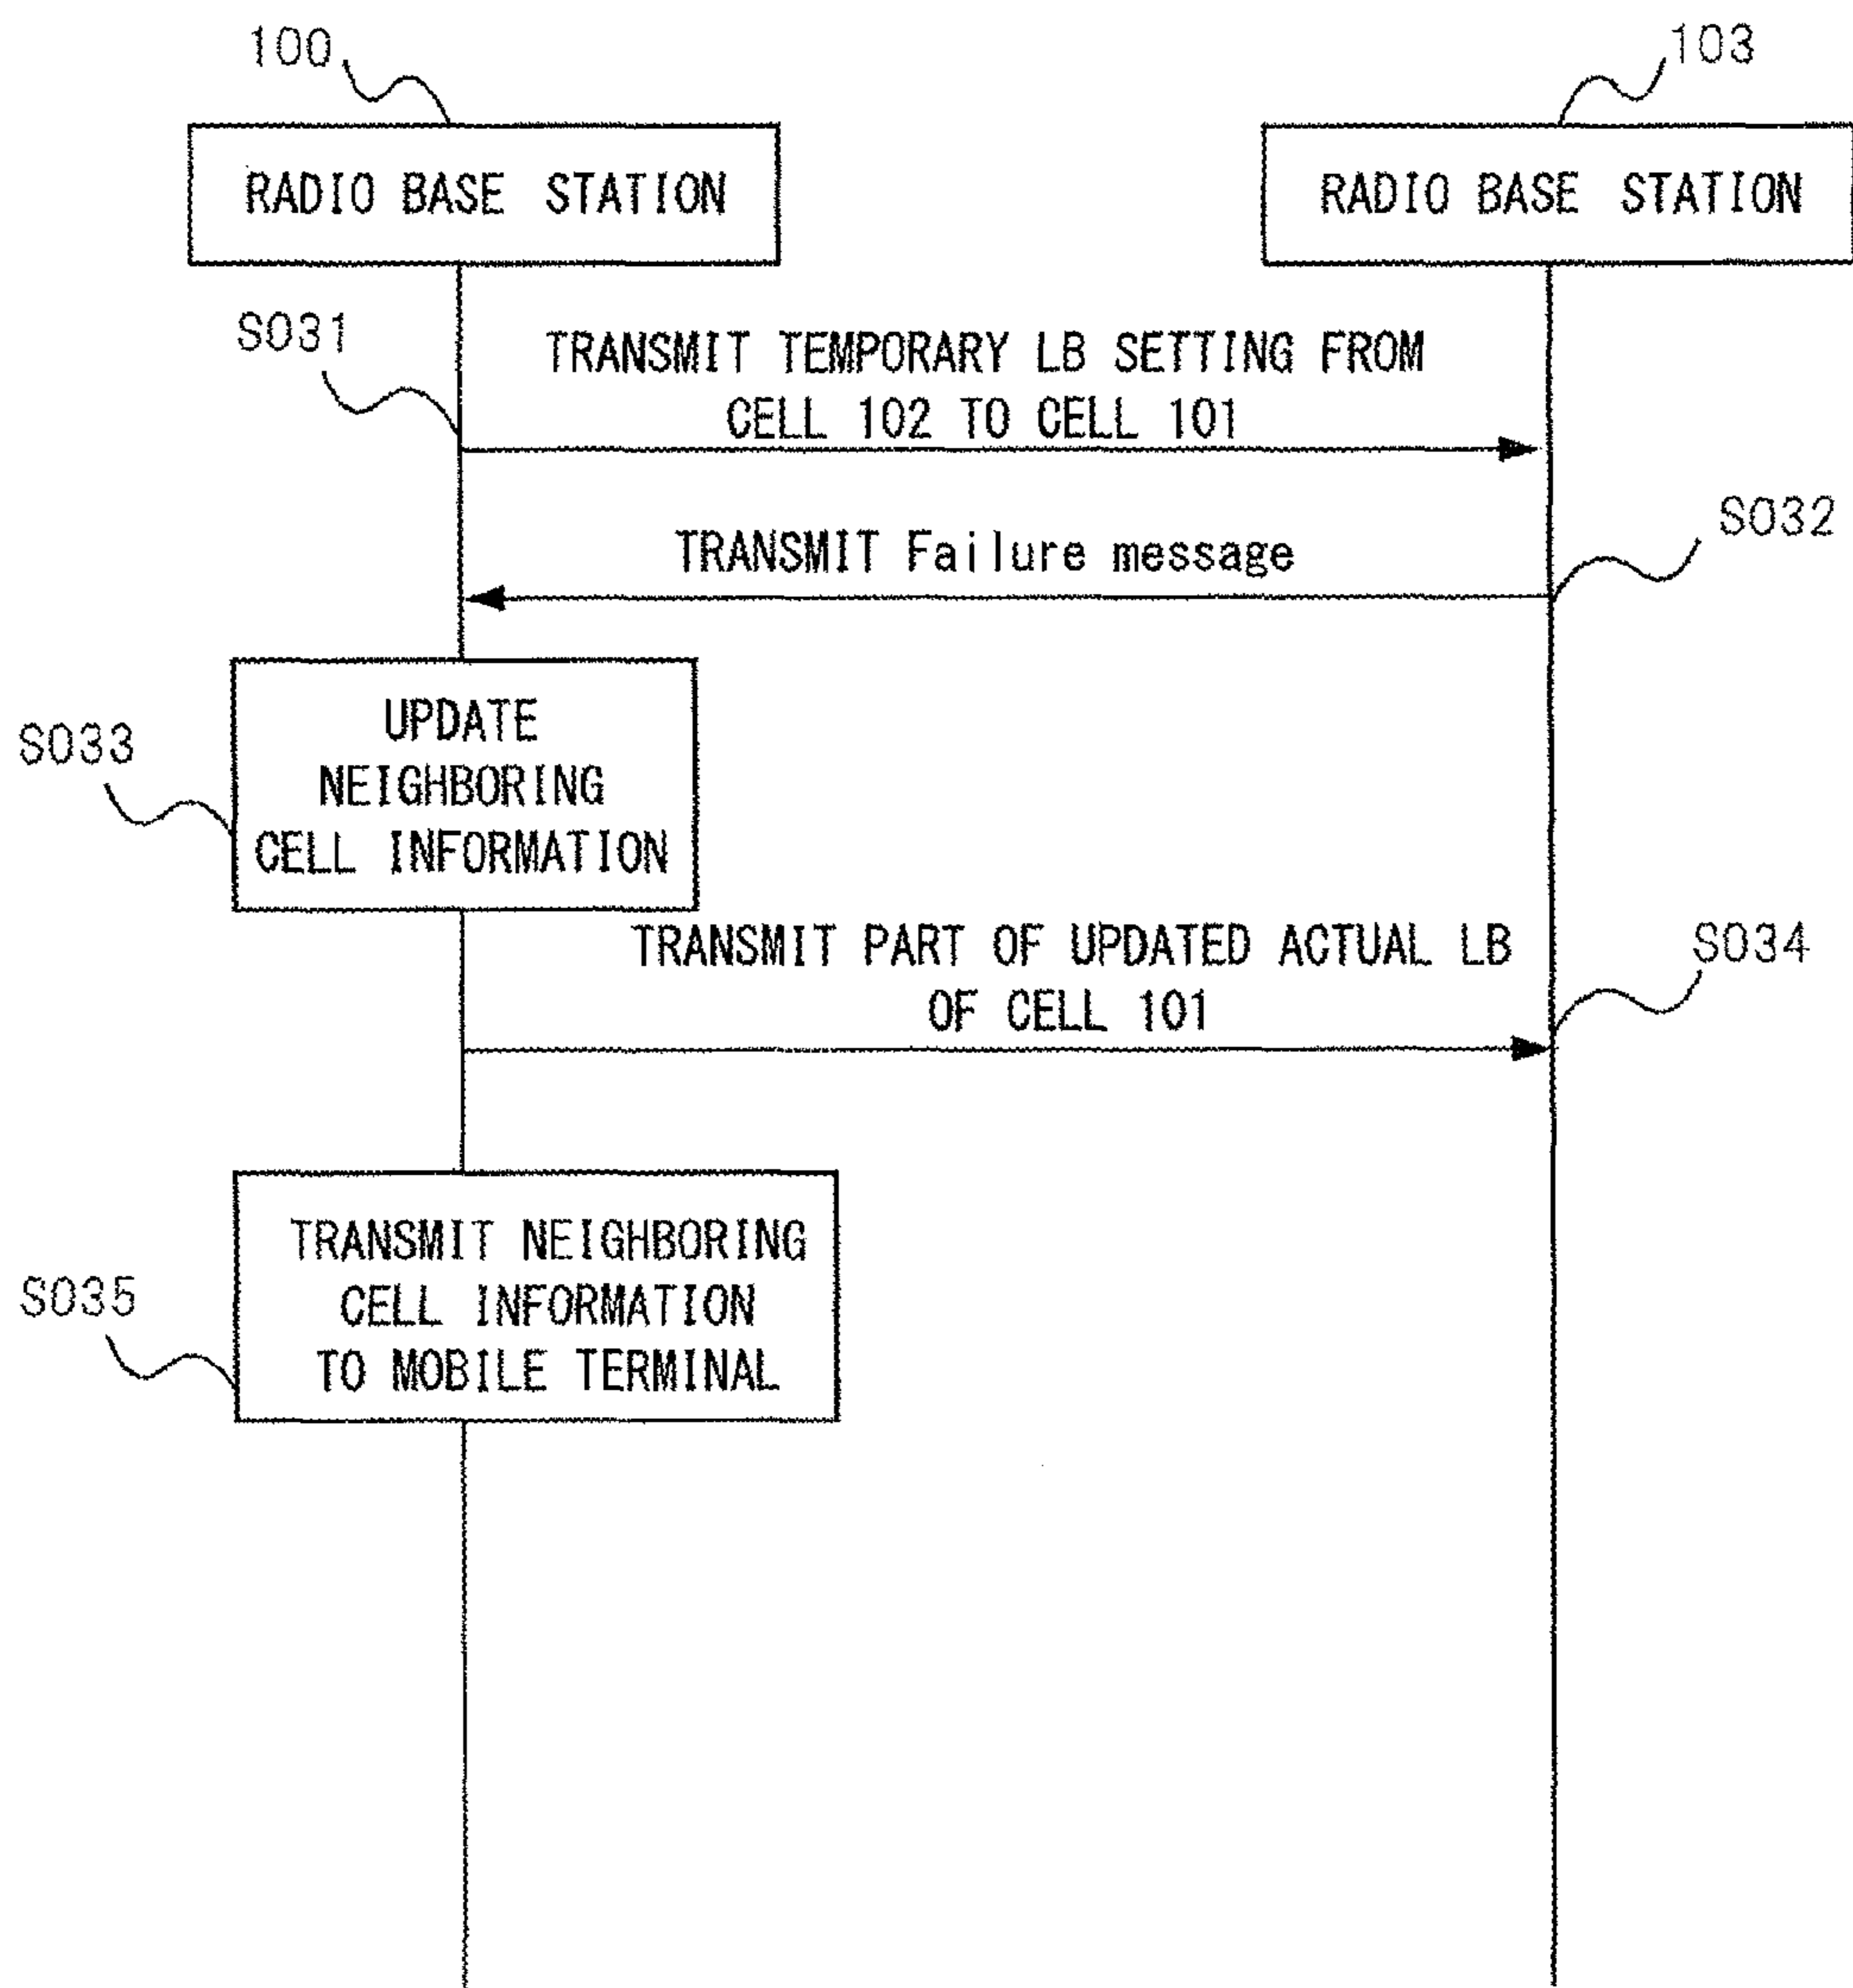 100
103
RADIO BASE STATION
RADIO BASE STATION
S031
TRANSMIT TEMPORARY LB SETTING FROM
CELL 102 TO CELL 101
S032
TRANSMIT Failure message
UPDATE
NEIGHBORING
CELL INFORMATION
S033
TRANSMIT PART OF UPDATED ACTUAL LB
OF CELL 101
S034
TRANSMIT NEIGHBORING
CELL INFORMATION
TO MOBILE TERMINAL
S035